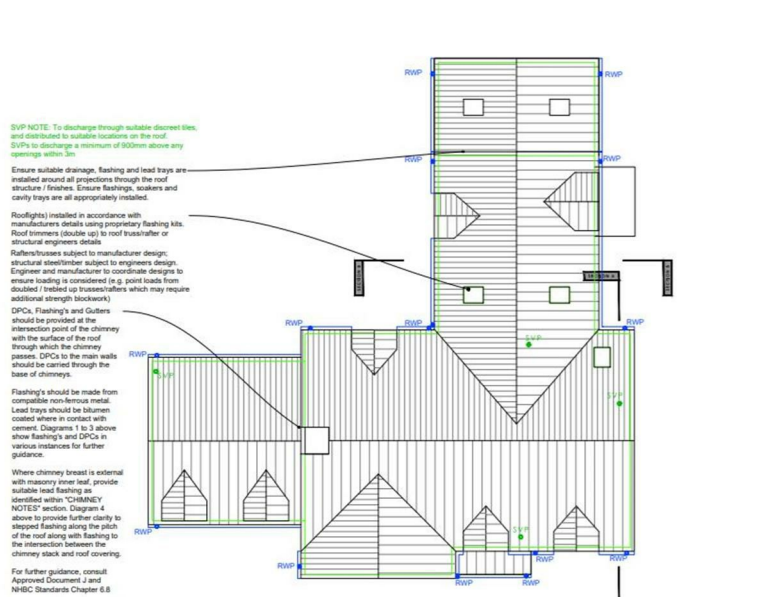 SVP NOTE: To discharge through suitable discreet tiles,
and distributed to suitable locations on the roof.
SVPs to discharge a minimum of 900mm above any
openings within 3m
Ensure suitable drainage, flashing and lead trays are
installed around all projections through the roof
structure / finishes. Ensure flashings, soakers and
cavity trays are all appropriately installed.
Rooflights) installed in accordance with
manufacturers details using proprietary flashing kits.
Roof trimmers (double up) to roof truss/rafter or
structural engineers details
Rafters/trusses subject to manufacturer design;
structural steel/timber subject to engineers design.
Engineer and manufacturer to coordinate designs to
ensure loading is considered (e.g. point loads from
doubled / trebled up trusses/rafters which may require
additional strength blockwork)
DPCs, Flashing's and Gutters
should be provided at the
intersection point of the chimney
with the surface of the roof
through which the chimney
passes. DPCs to the main walls
should be carried through the
base of chimneys.
Flashing's should be made from
compatible non-ferrous metal.
Lead trays should be bitumen
coated where in contact with
cement. Diagrams 1 to 3 above
show flashing's and DPCs in
various instances for further
guidance.
Where chimney breast is external
with masonry inner leaf, provide
suitable lead flashing as
identified within "CHIMNEY
NOTES" section. Diagram 4
above to provide further clarity to
stepped flashing along the pitch
of the roof along with flashing to
the intersection between the
chimney stack and roof covering.
For further guidance, consult
Approved Document J and
NHBC Standards Chapter 6.8
RWP
RWP
RWP
RWP
RWP
RWP
RWP
SVP
RWP
SVP
SVP
SVP
RWP
RWP
RWP
RWP
RWP
RWP